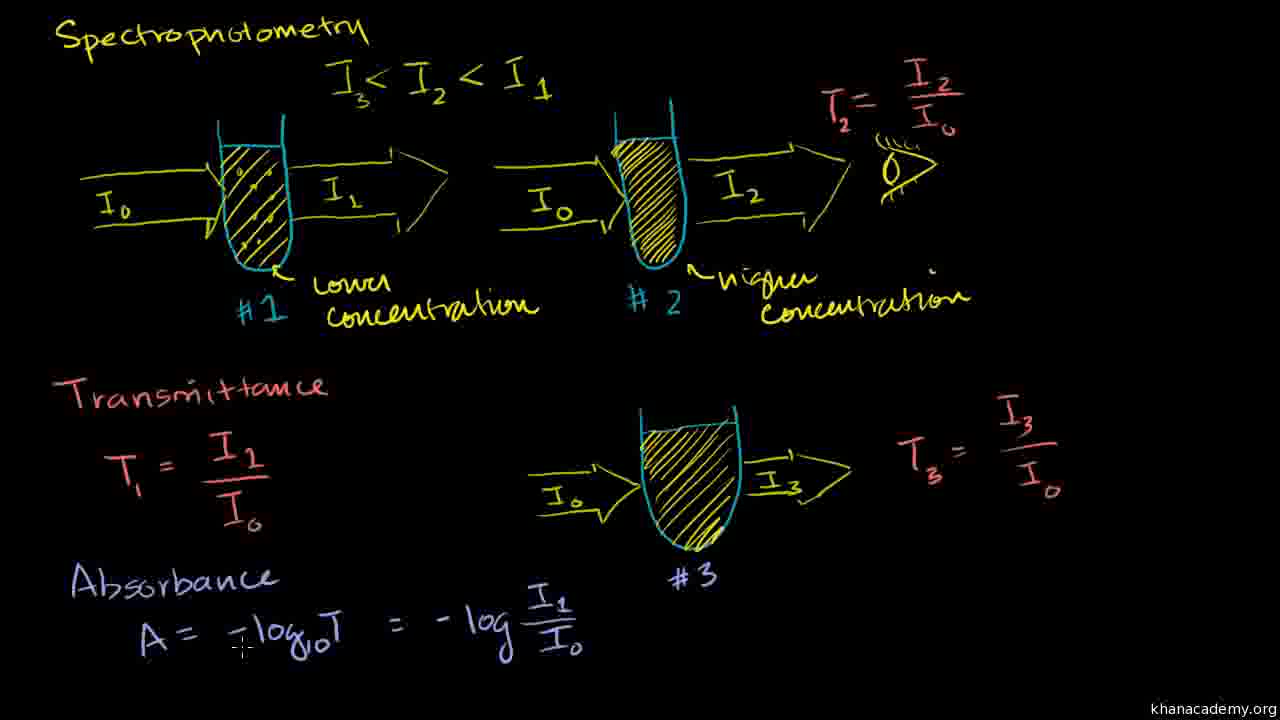 Spectrophotometry
I₃ < I₂ < I₁
T₂ = I₂/I₀
I₀
I₁
I₀
I₂
#1
lower
concentration
#2
higher
concentration
Transmittance
T₁ = I₁/I₀
I₀
I₃
#3
T₃ = I₃/I₀
Absorbance
A = -log₁₀T = -log I₁/I₀
khanacademy.org